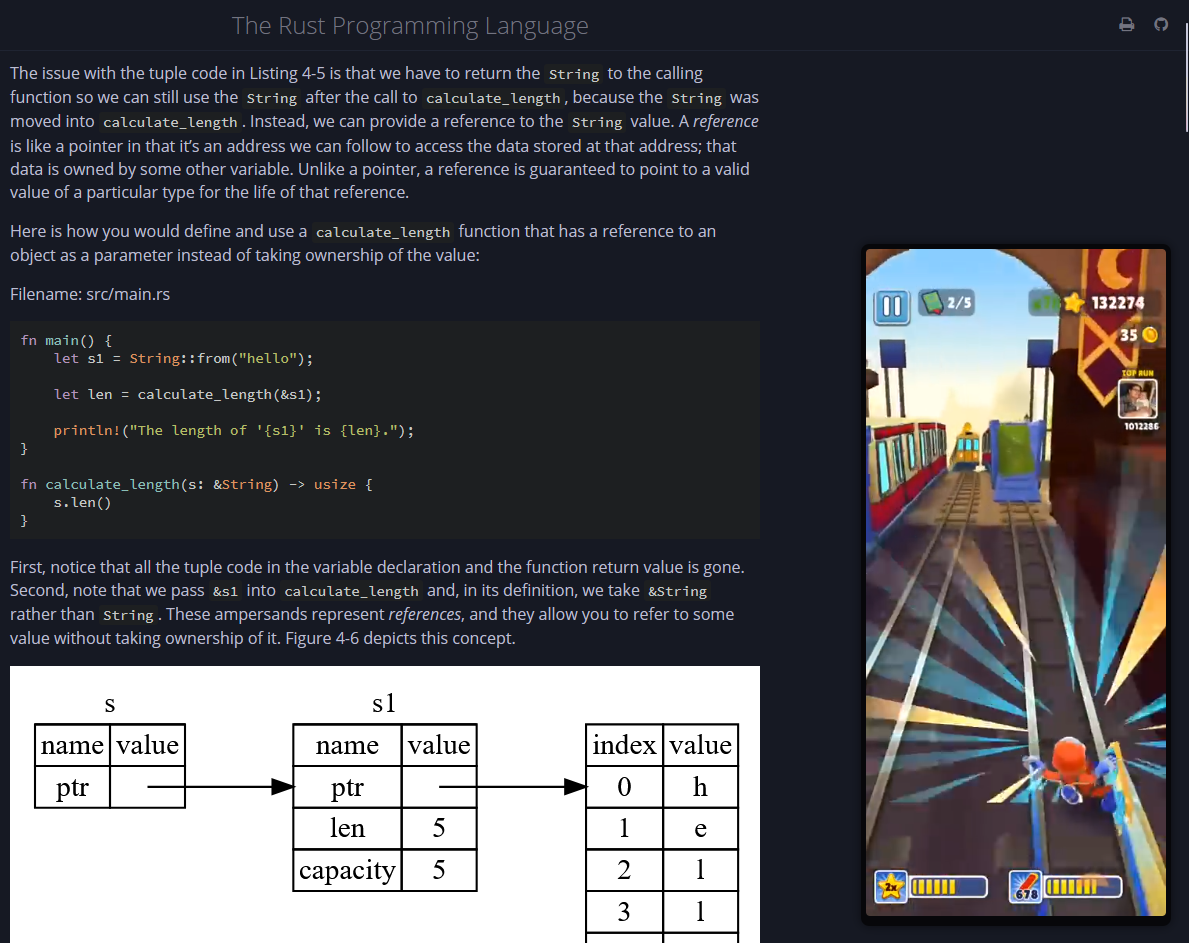 The Rust Programming Language
The issue with the tuple code in Listing 4-5 is that we have to return the String to the calling
function so we can still use the String after the call to calculate_length, because the String was
moved into calculate_length. Instead, we can provide a reference to the String value. A reference
is like a pointer in that it’s an address we can follow to access the data stored at that address; that
data is owned by some other variable. Unlike a pointer, a reference is guaranteed to point to a valid
value of a particular type for the life of that reference.
Here is how you would define and use a calculate_length function that has a reference to an
object as a parameter instead of taking ownership of the value:
Filename: src/main.rs
fn main() {
    let s1 = String::from("hello");
    let len = calculate_length(&s1);
    println!("The length of '{s1}' is {len}.");
}
fn calculate_length(s: &String) -> usize {
    s.len()
}
First, notice that all the tuple code in the variable declaration and the function return value is gone.
Second, note that we pass &s1 into calculate_length and, in its definition, we take &String
rather than String. These ampersands represent references, and they allow you to refer to some
value without taking ownership of it. Figure 4-6 depicts this concept.
s
name value
ptr
s1
name value
ptr
len 5
capacity 5
index value
0 h
1 e
2 l
3 l
2/5
132274
35
TOP RUN
1012286
2x
678